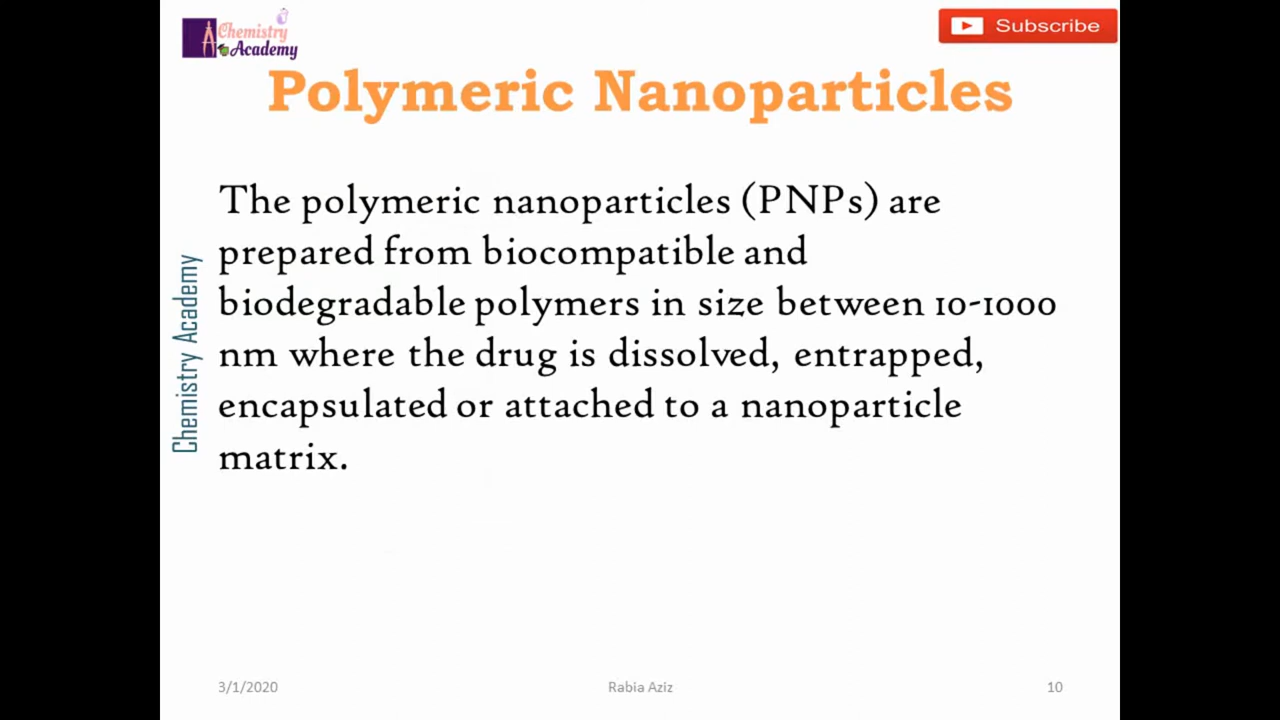 Chemistry
Academy
Subscribe
Polymeric Nanoparticles
The polymeric nanoparticles (PNPs) are
prepared from biocompatible and
biodegradable polymers in size between 10-1000
nm where the drug is dissolved, entrapped,
encapsulated or attached to a nanoparticle
matrix.
Chemistry Academy
3/1/2020
Rabia Aziz
10